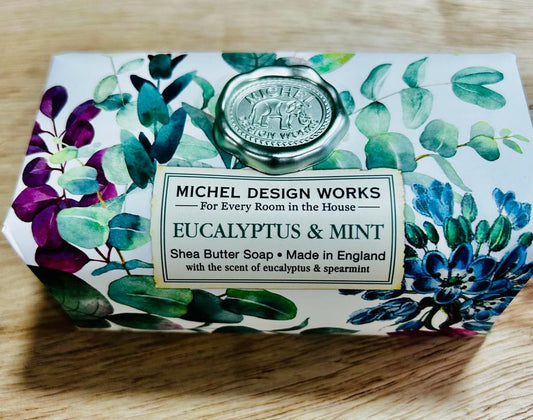 MICHEL
MICHEL DESIGN WORKS
For Every Room in the House
EUCALYPTUS & MINT
Shea Butter Soap • Made in England
with the scent of eucalyptus & spearmint